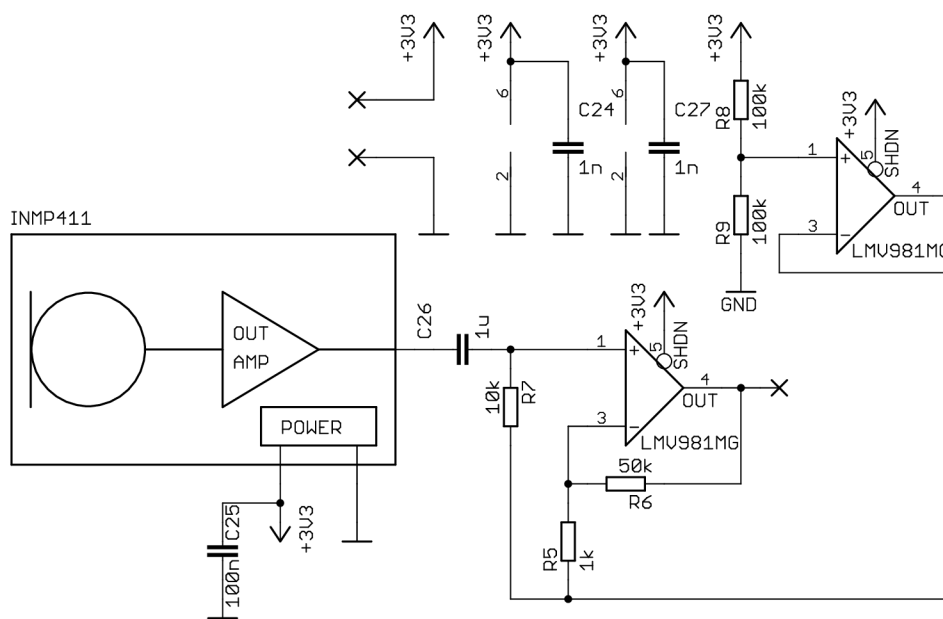 +3V3
+3V3
+3V3
+3V3
6
C24
6
C27
R8
100k
+3V3
1
+
5
SHDN
1n
1n
2
2
4
OUT
R9
100k
3
−
LMV981MG
INMP411
GND
+3V3
C26
1u
OUT
AMP
1
+
5
SHDN
10k
R7
4
OUT
3
−
LMV981MG
POWER
50k
R6
C25
+3V3
R5
1k
100n